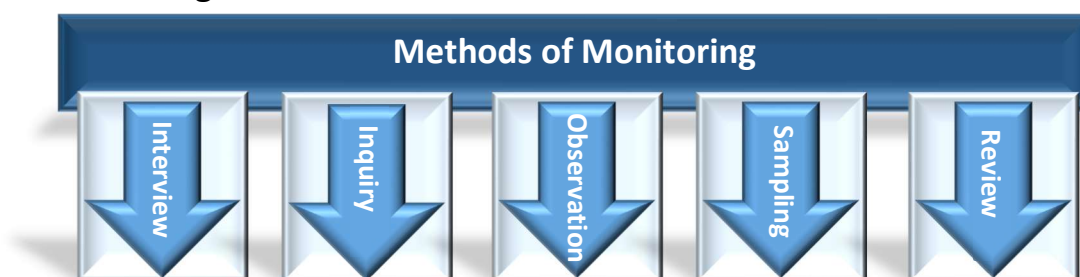 Methods of Monitoring
Interview
Inquiry
Observation
Sampling
Review